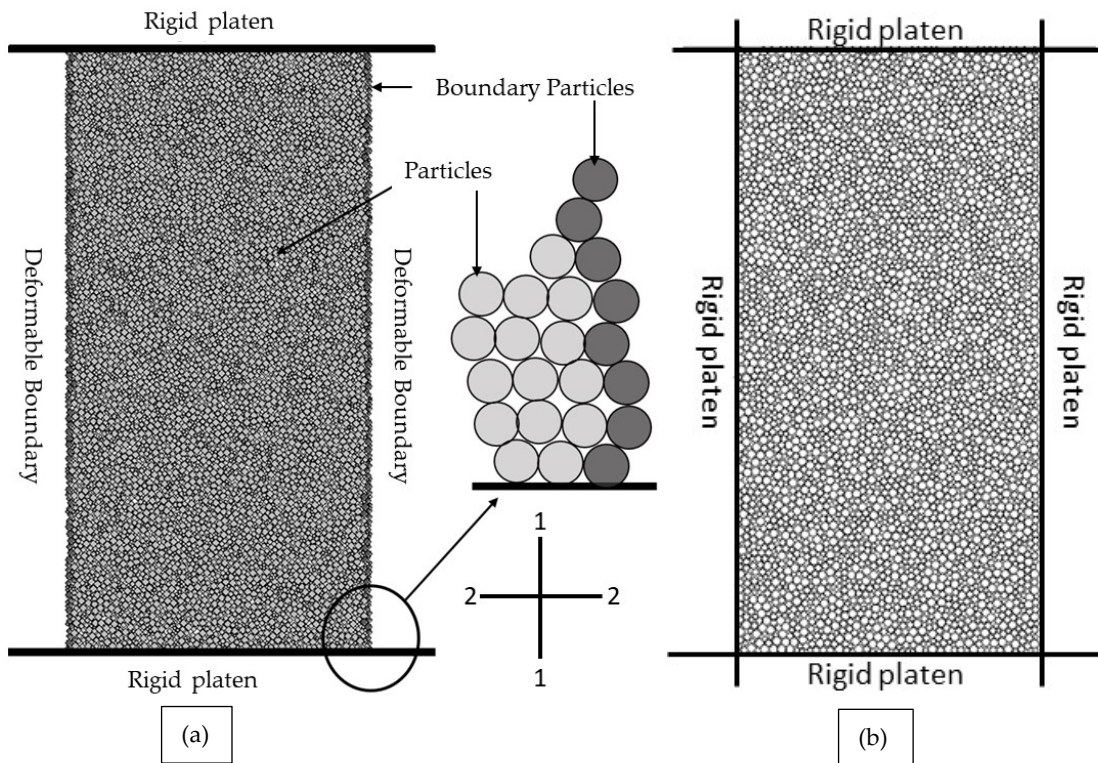 Rigid platen
Boundary Particles
Particles
Deformable Boundary
Deformable Boundary
Rigid platen
1
2
2
1
(a)
Rigid platen
Rigid platen
Rigid platen
Rigid platen
(b)